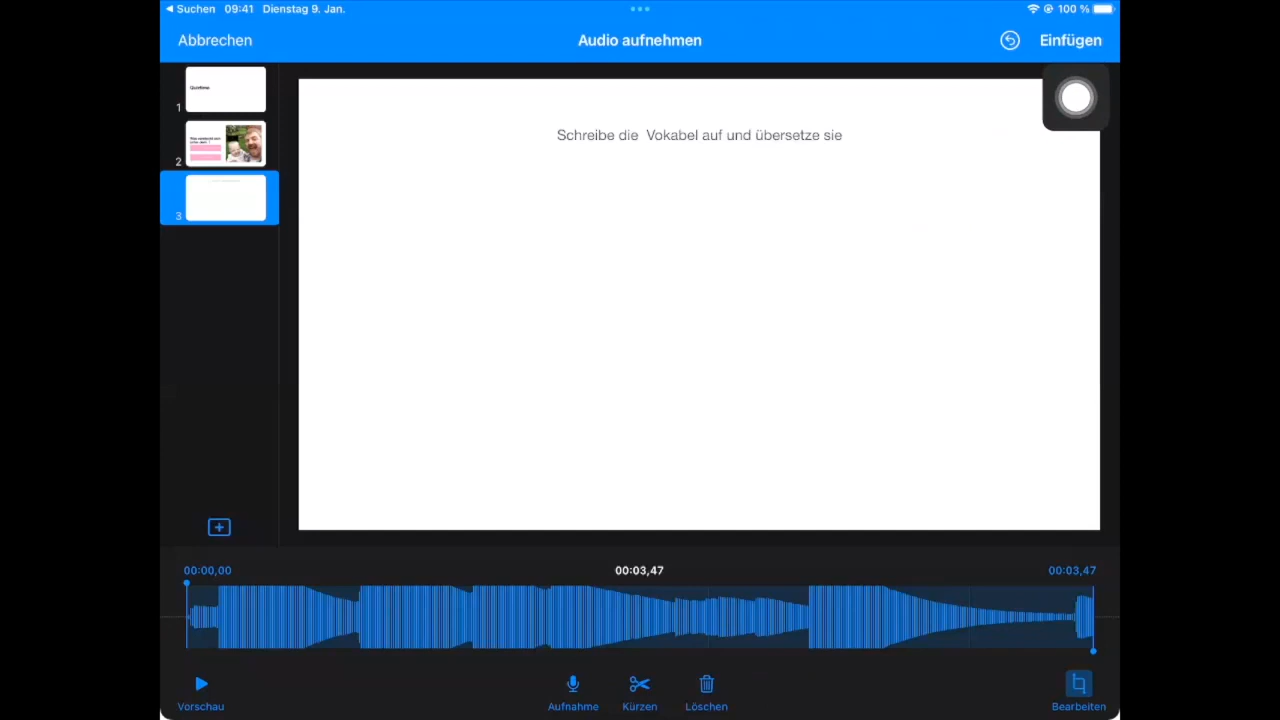 ◀ Suchen 09:41 Dienstag 9. Jan. 100 %
Abbrechen Audio aufnehmen Einfügen
1
2
3
Schreibe die Vokabel auf und übersetze sie
00:00,00 00:03,47 00:03,47
Vorschau Aufnahme Kürzen Löschen Bearbeiten